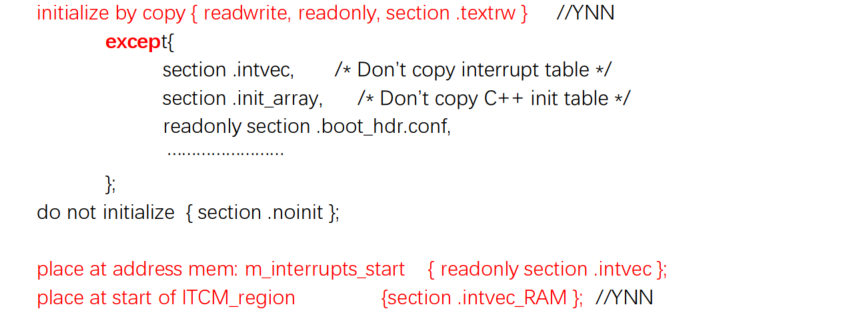 initialize by copy { readwrite, readonly, section .textrw }    //YNN
except{
section .intvec,    /* Don't copy interrupt table */
section .init_array,    /* Don't copy C++ init table */
readonly section .boot_hdr.conf,
........................
};
do not initialize  { section .noinit };
place at address mem: m_interrupts_start    { readonly section .intvec };
place at start of ITCM_region    {section .intvec_RAM };  //YNN